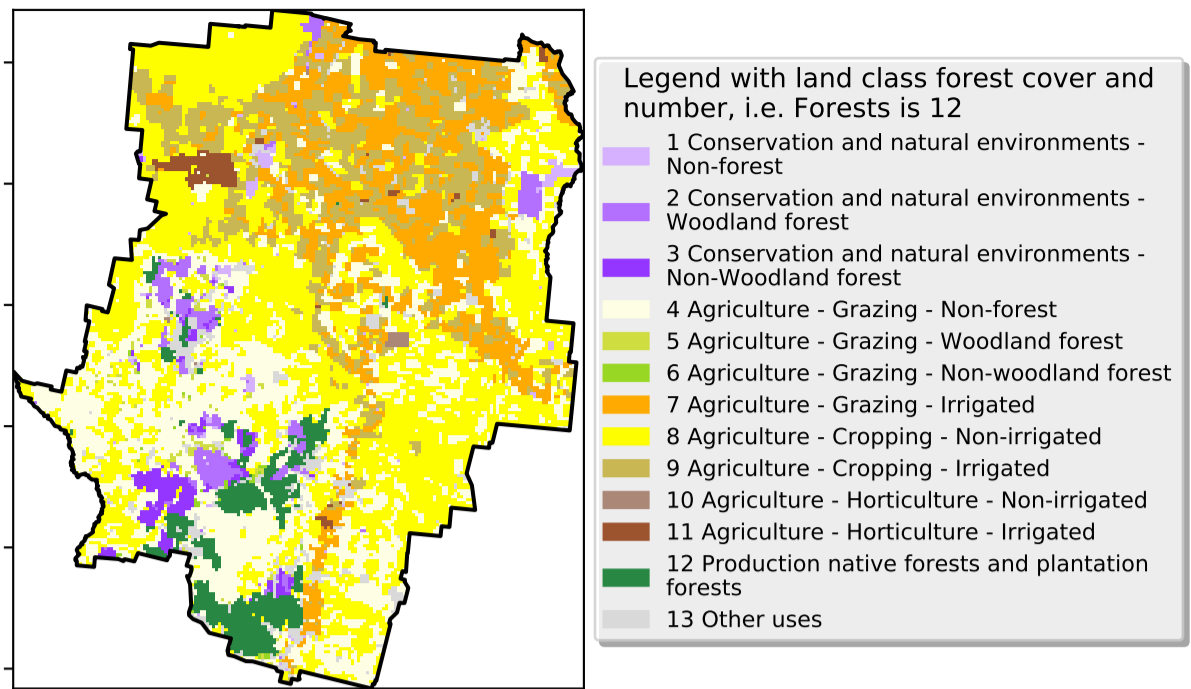 Legend with land class forest cover and
number, i.e. Forests is 12
1 Conservation and natural environments -
Non-forest
2 Conservation and natural environments -
Woodland forest
3 Conservation and natural environments -
Non-Woodland forest
4 Agriculture - Grazing - Non-forest
5 Agriculture - Grazing - Woodland forest
6 Agriculture - Grazing - Non-woodland forest
7 Agriculture - Grazing - Irrigated
8 Agriculture - Cropping - Non-irrigated
9 Agriculture - Cropping - Irrigated
10 Agriculture - Horticulture - Non-irrigated
11 Agriculture - Horticulture - Irrigated
12 Production native forests and plantation
forests
13 Other uses